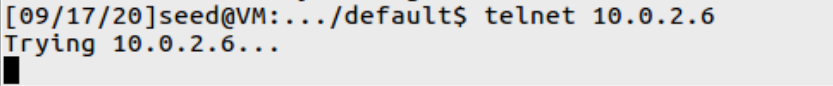 [09/17/20]seed@VM:.../default$ telnet 10.0.2.6
Trying 10.0.2.6...